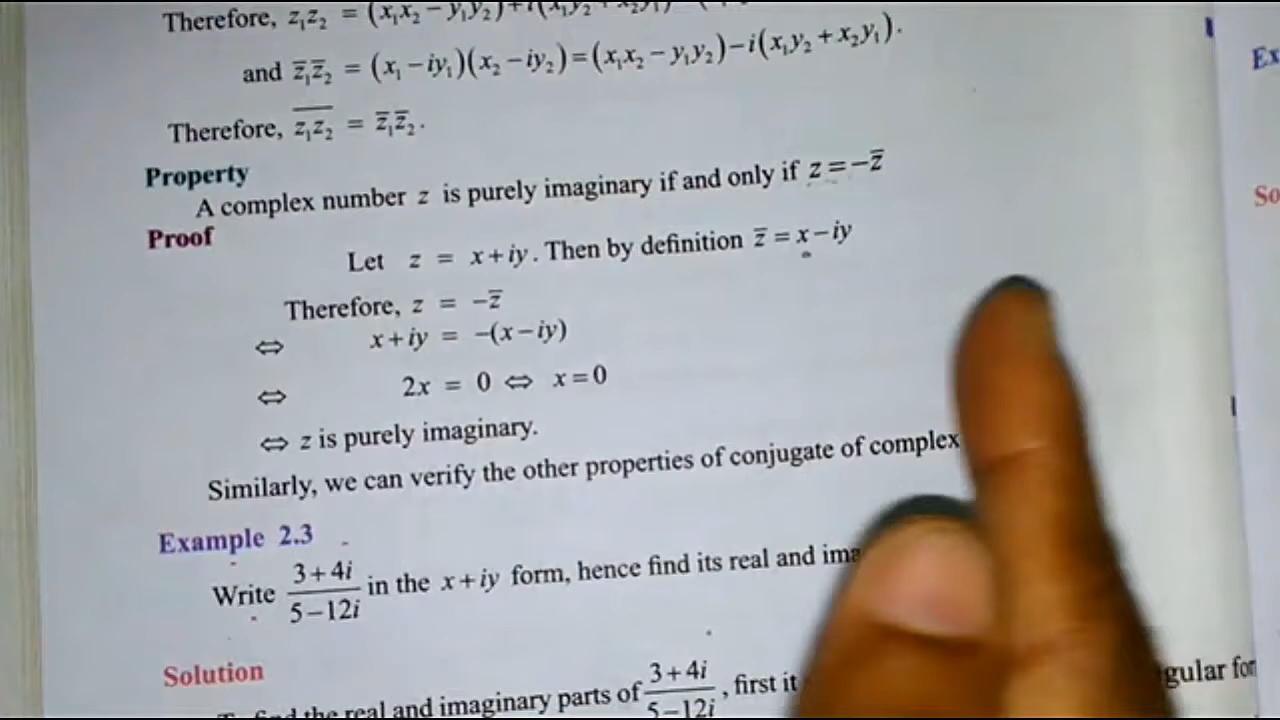 Therefore, z₁z₂ = (x₁x₂ − y₁y₂)+i(x₁y₂ + x₂y₁)
and z̅₁z̅₂ = (x₁ − iy₁)(x₂ − iy₂) = (x₁x₂ − y₁y₂) − i(x₁y₂ + x₂y₁).
Therefore, z̅₁̅z̅₂̅ = z̅₁z̅₂.
Property
A complex number z is purely imaginary if and only if z = −z̅
Proof
Let z = x + iy. Then by definition z̅ = x − iy
Therefore, z = −z̅
⇔ x + iy = −(x − iy)
⇔ 2x = 0 ⇔ x = 0
⇔ z is purely imaginary.
Similarly, we can verify the other properties of conjugate of complex
Example 2.3
Write (3+4i)/(5−12i) in the x + iy form, hence find its real and ima
Solution
find the real and imaginary parts of (3+4i)/(5−12i), first it
gular for
Ex
So